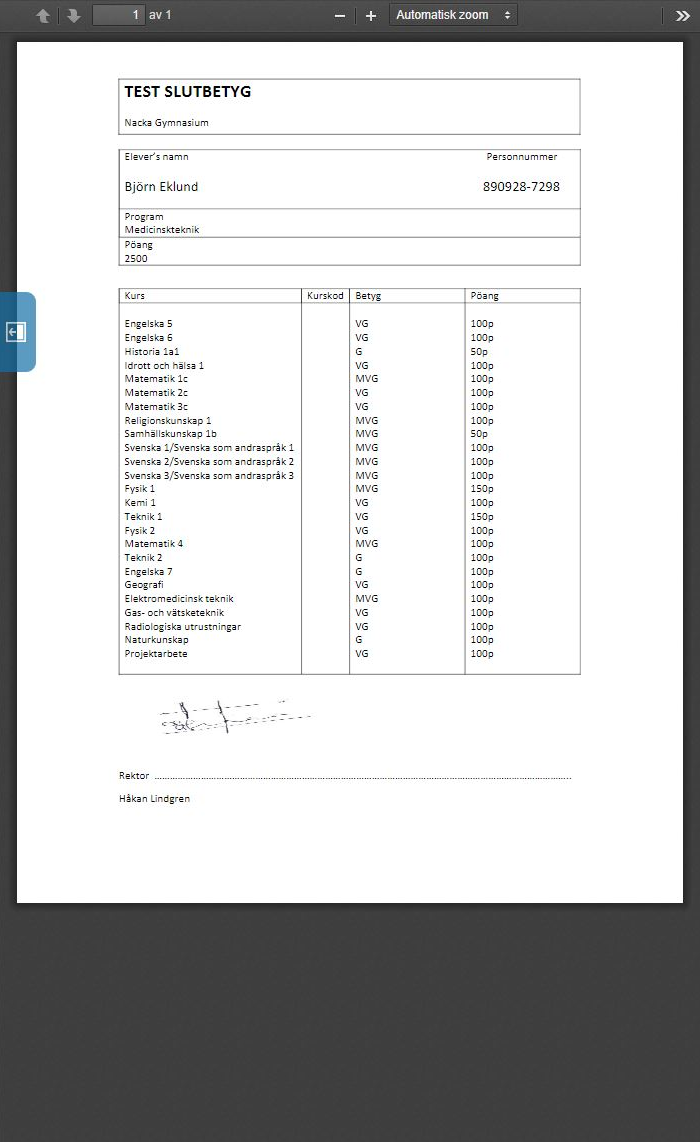 1 av 1 Automatisk zoom
TEST SLUTBETYG
Nacka Gymnasium
Elever's namn Personnummer
Björn Eklund 890928-7298
Program
Medicinskteknik
Pöang
2500
Kurs Kurskod Betyg Pöang
Engelska 5 VG 100p
Engelska 6 VG 100p
Historia 1a1 G 50p
Idrott och hälsa 1 VG 100p
Matematik 1c MVG 100p
Matematik 2c VG 100p
Matematik 3c VG 100p
Religionskunskap 1 MVG 100p
Samhällskunskap 1b MVG 50p
Svenska 1/Svenska som andraspråk 1 MVG 100p
Svenska 2/Svenska som andraspråk 2 MVG 100p
Svenska 3/Svenska som andraspråk 3 MVG 100p
Fysik 1 MVG 150p
Kemi 1 VG 100p
Teknik 1 VG 150p
Fysik 2 VG 100p
Matematik 4 MVG 100p
Teknik 2 G 100p
Engelska 7 G 100p
Geografi VG 100p
Elektromedicinsk teknik MVG 100p
Gas- och vätsketeknik VG 100p
Radiologiska utrustningar VG 100p
Naturkunskap G 100p
Projektarbete VG 100p
Rektor
Håkan Lindgren